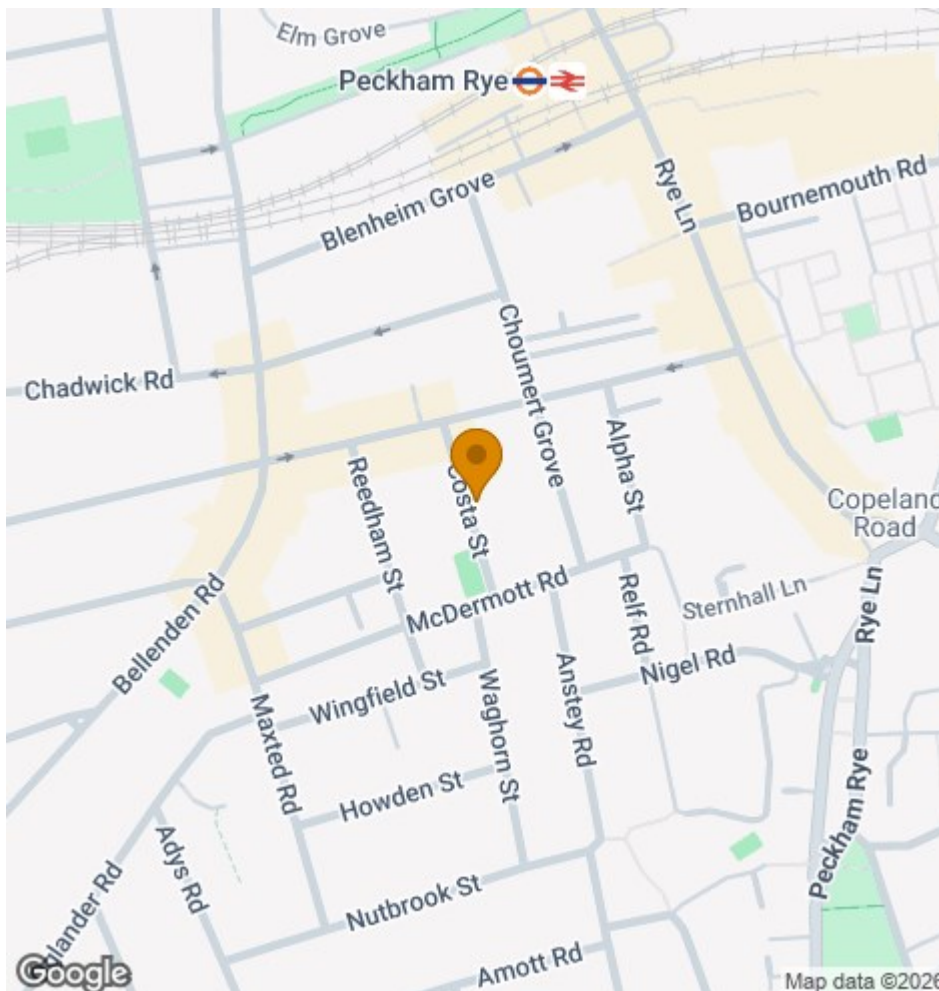 Elm Grove
Peckham Rye
Rye Ln
Bournemouth Rd
Blenheim Grove
Choumert Grove
Chadwick Rd
Alpha St
Reedham St
Costa St
Copeland
Road
McDermott Rd
Relf Rd
Sternhall Ln
Rye Ln
Bellenden Rd
Nigel Rd
Anstey Rd
Wingfield St
Waghorn St
Maxted Rd
Howden St
Peckham Rye
Adys Rd
Nutbrook St
Amott Rd
Google
Map data ©2026